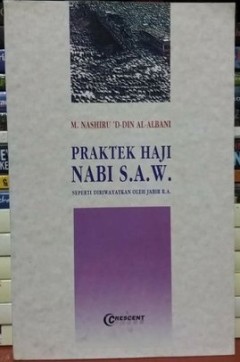 M. NASHIRU 'D-DIN AL-ALBANI
PRAKTEK HAJI
NABI S.A.W.
SEPERTI DIRIWAYATKAN OLEH JABIR R.A.
CRESCENT